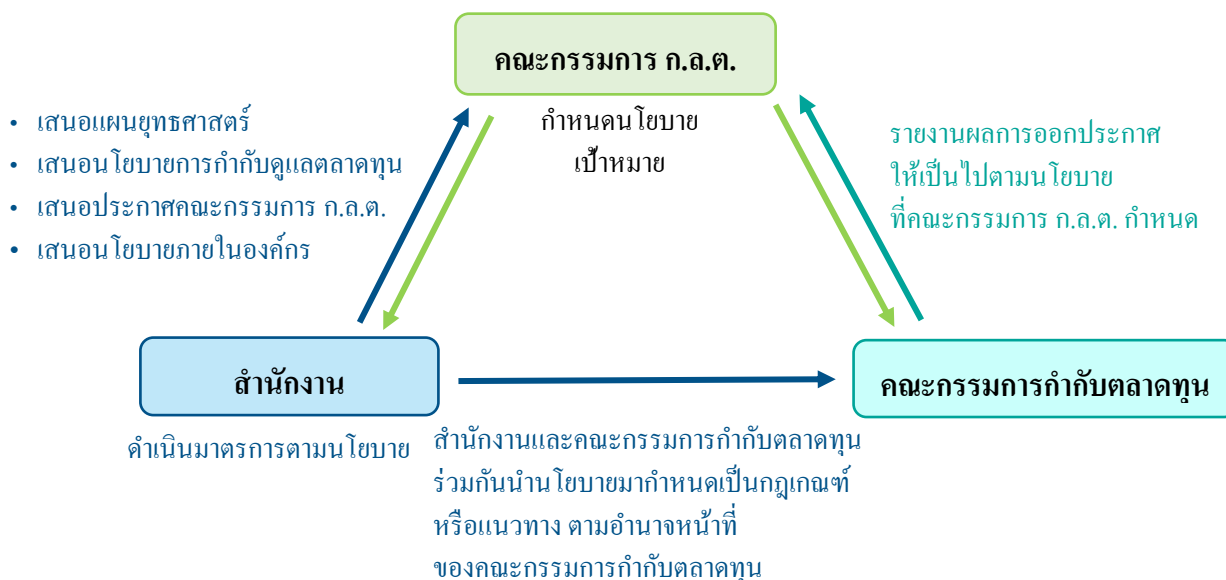 คณะกรรมการ ก.ล.ต.
กำหนดนโยบาย
เป้าหมาย
• เสนอแผนยุทธศาสตร์
• เสนอนโยบายการกำกับดูแลตลาดทุน
• เสนอประกาศคณะกรรมการ ก.ล.ต.
• เสนอนโยบายภายในองค์กร
รายงานผลการออกประกาศ
ให้เป็นไปตามนโยบาย
ที่คณะกรรมการ ก.ล.ต. กำหนด
สำนักงาน
ดำเนินมาตรการตามนโยบาย
คณะกรรมการกำกับตลาดทุน
สำนักงานและคณะกรรมการกำกับตลาดทุน
ร่วมกันนำนโยบายมากำหนดเป็นกฎเกณฑ์
หรือแนวทาง ตามอำนาจหน้าที่
ของคณะกรรมการกำกับตลาดทุน